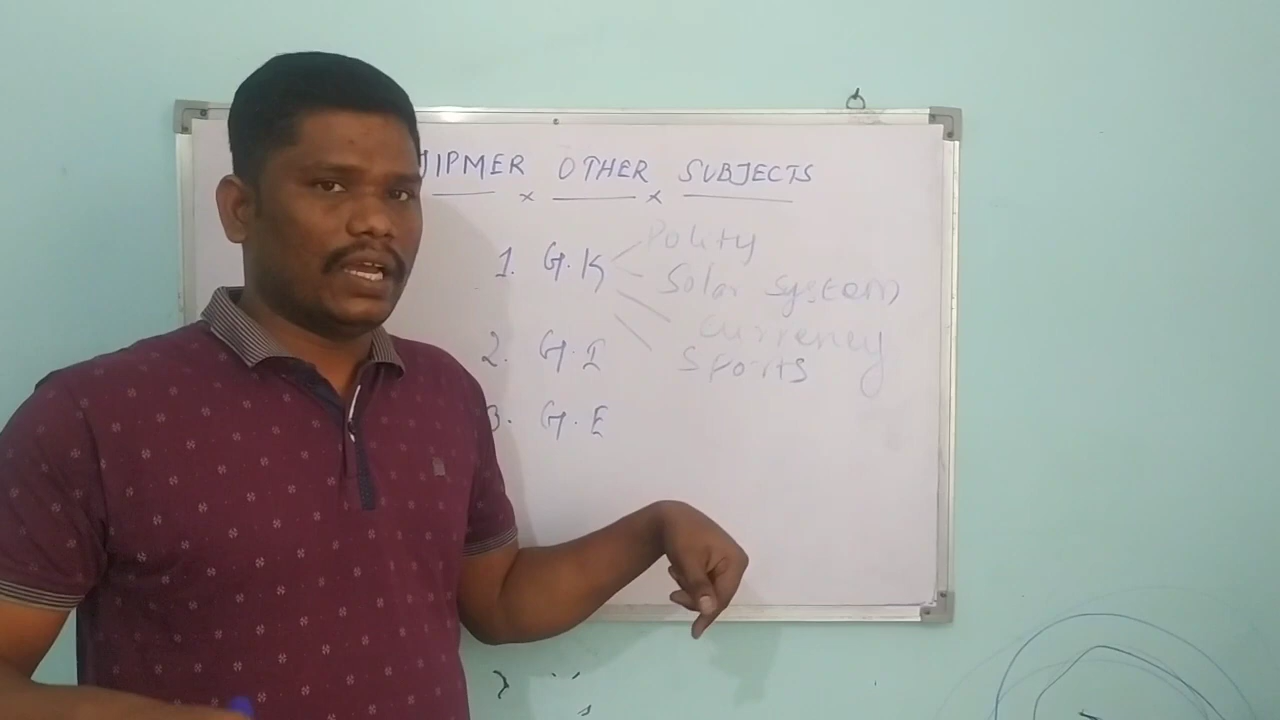 JIPMER OTHER SUBJECTS
1. G.K
Polity
Solar System
Currency
Sports
2. G.I
3. G.E